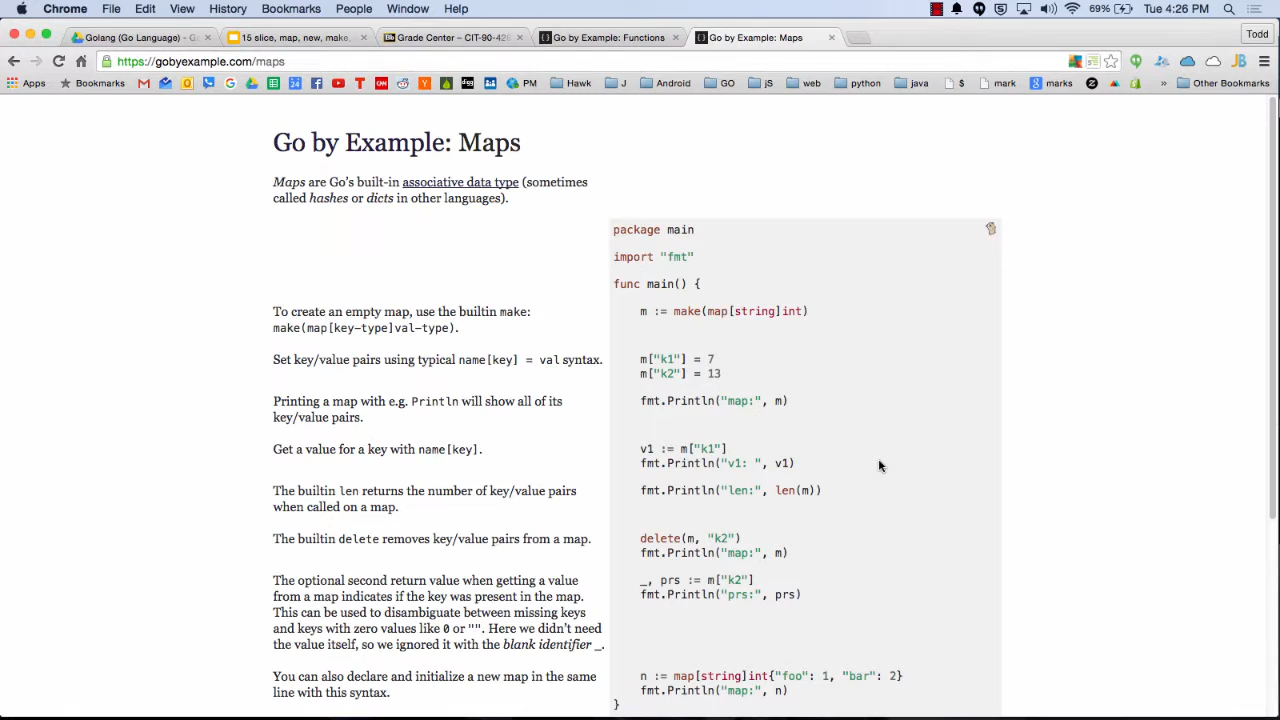 Chrome File Edit View History Bookmarks People Window Help 69% Tue 4:26 PM
Golang (Go Language) - G
15 slice, map, new, make,
Grade Center – CIT-90-428
Go by Example: Functions
Go by Example: Maps
Todd
https://gobyexample.com/maps
Apps Bookmarks 24 PM Hawk J Android GO jS web python java $ mark marks Other Bookmarks
Go by Example: Maps
Maps are Go’s built-in associative data type (sometimes
called hashes or dicts in other languages).
package main
import "fmt"
func main() {
To create an empty map, use the builtin make:
make(map[key-type]val-type).
m := make(map[string]int)
Set key/value pairs using typical name[key] = val syntax.
m["k1"] = 7
m["k2"] = 13
Printing a map with e.g. Println will show all of its
key/value pairs.
fmt.Println("map:", m)
Get a value for a key with name[key].
v1 := m["k1"]
fmt.Println("v1: ", v1)
The builtin len returns the number of key/value pairs
when called on a map.
fmt.Println("len:", len(m))
The builtin delete removes key/value pairs from a map.
delete(m, "k2")
fmt.Println("map:", m)
The optional second return value when getting a value
from a map indicates if the key was present in the map.
This can be used to disambiguate between missing keys
and keys with zero values like 0 or "". Here we didn’t need
the value itself, so we ignored it with the blank identifier _.
_, prs := m["k2"]
fmt.Println("prs:", prs)
You can also declare and initialize a new map in the same
line with this syntax.
n := map[string]int{"foo": 1, "bar": 2}
fmt.Println("map:", n)
}